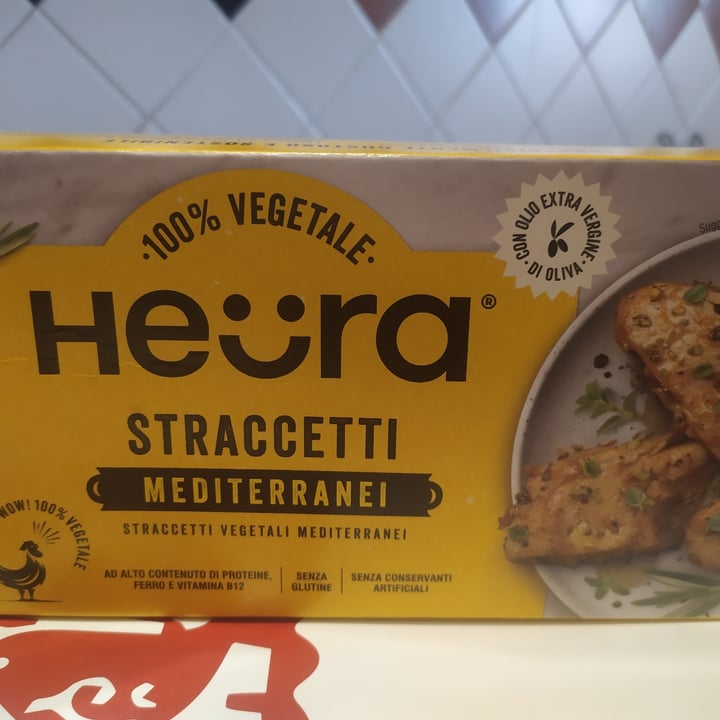 ·100% VEGETALE·
Heüra®
STRACCETTI
MEDITERRANEI
STRACCETTI VEGETALI MEDITERRANEI
AD ALTO CONTENUTO DI PROTEINE,
FERRO E VITAMINA B12
SENZA
GLUTINE
SENZA CONSERVANTI
ARTIFICIALI
WOW! 100% VEGETALE
CON OLIO EXTRA VERGINE
· DI OLIVA ·